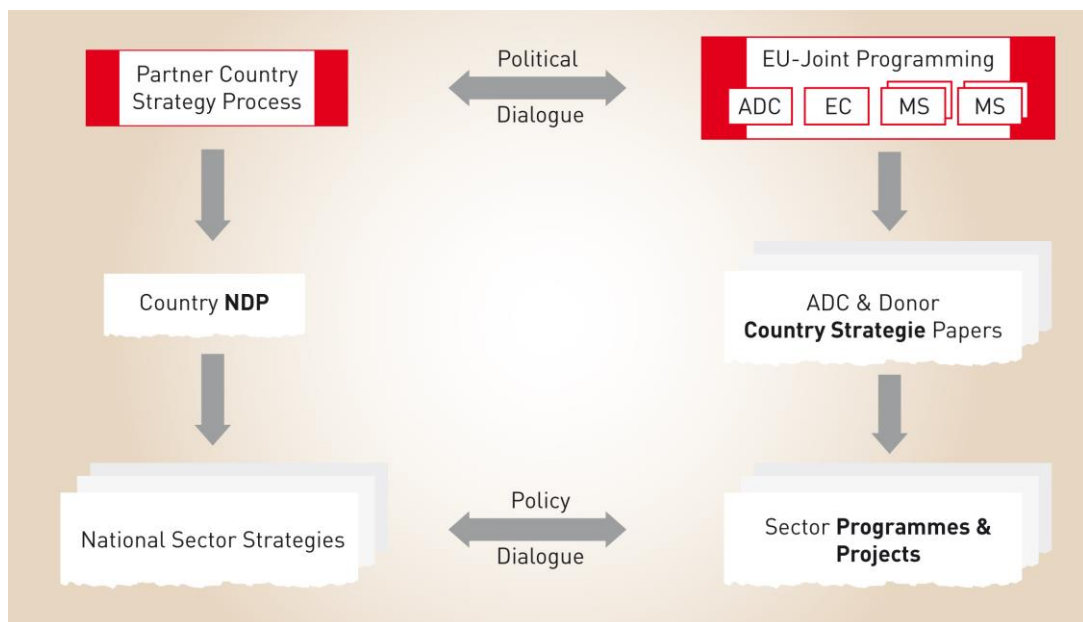 Partner Country
Strategy Process
Political
Dialogue
EU-Joint Programming
ADC
EC
MS
MS
Country NDP
ADC & Donor
Country Strategie Papers
National Sector Strategies
Policy
Dialogue
Sector Programmes &
Projects